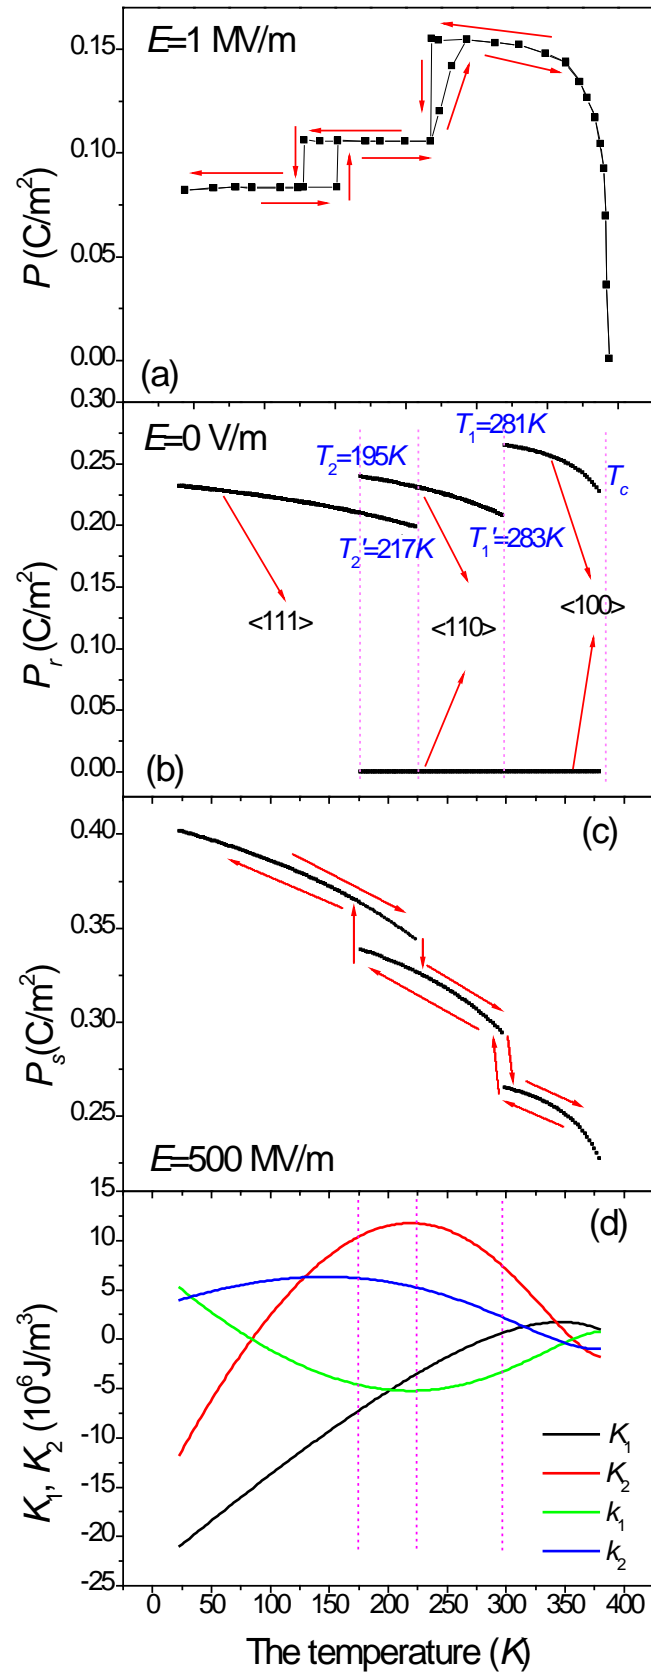 E=1 MV/m
0.15
0.10
0.05
0.00
P (C/m²)
(a)
0.30
E=0 V/m
T₁=281K
T₂=195K
T_c
0.25
0.20
T₂'=217K
T₁'=283K
0.15
<111>
<110>
<100>
0.10
0.05
0.00
P_r (C/m²)
(b)
(c)
0.40
0.35
0.30
0.25
P_s (C/m²)
E=500 MV/m
15
(d)
10
5
0
-5
-10
-15
-20
-25
K₁, K₂ (10⁶J/m³)
K₁
K₂
k₁
k₂
0 50 100 150 200 250 300 350 400
The temperature (K)